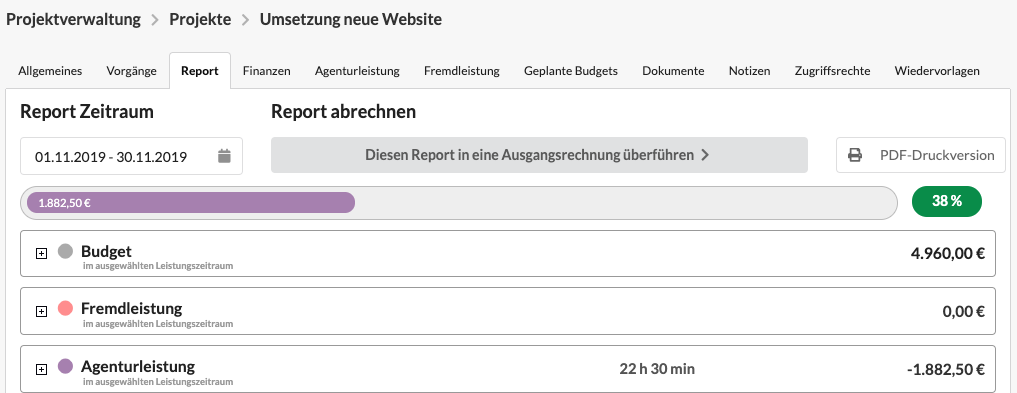 Projektverwaltung > Projekte > Umsetzung neue Website
Allgemeines Vorgänge Report Finanzen Agenturleistung Fremdleistung Geplante Budgets Dokumente Notizen Zugriffsrechte Wiedervorlagen
Report Zeitraum Report abrechnen
01.11.2019 - 30.11.2019 Diesen Report in eine Ausgangsrechnung überführen > PDF-Druckversion
1.882,50 € 38 %
Budget 4.960,00 €
im ausgewählten Leistungszeitraum
Fremdleistung 0,00 €
im ausgewählten Leistungszeitraum
Agenturleistung 22 h 30 min -1.882,50 €
im ausgewählten Leistungszeitraum